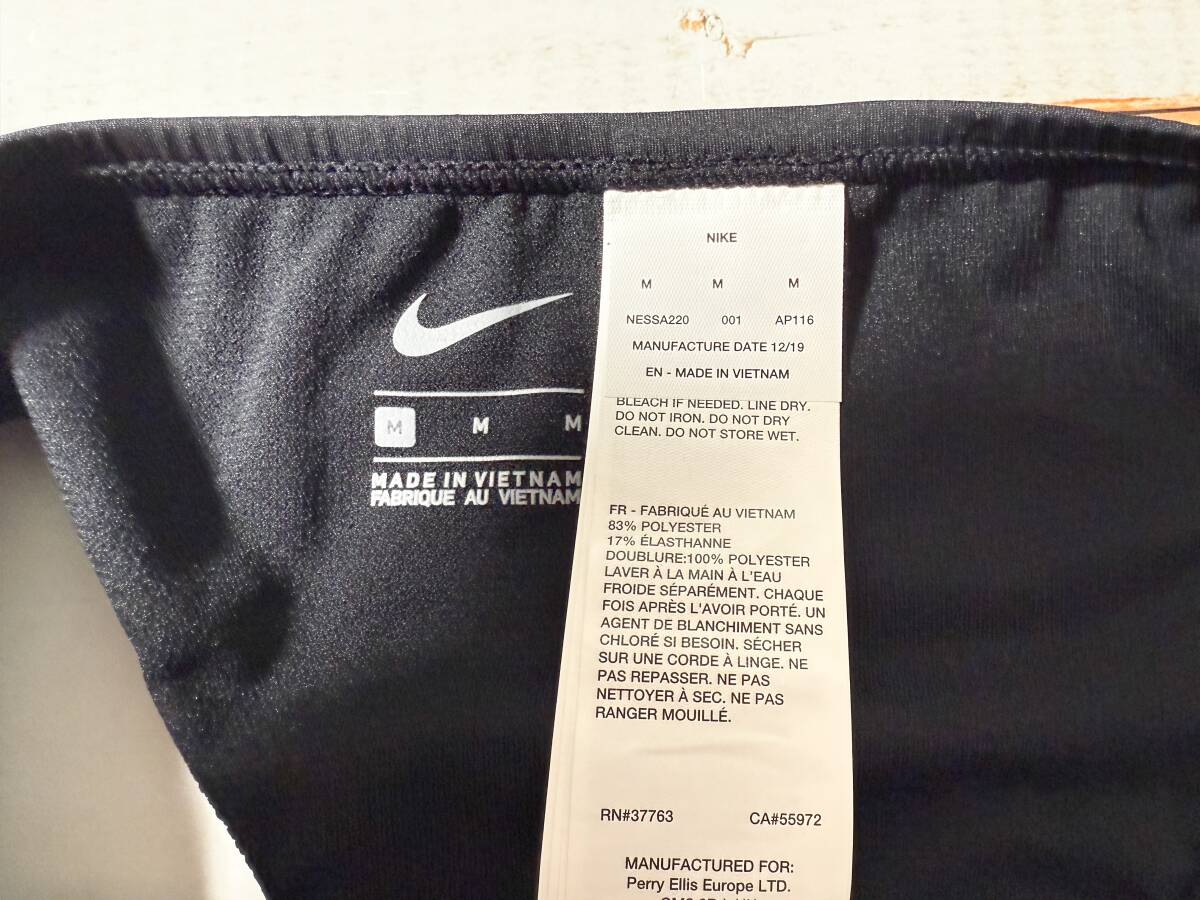 M M M
MADE IN VIETNAM
FABRIQUE AU VIETNAM
NIKE
M M M
NESSA220 001 AP116
MANUFACTURE DATE 12/19
EN - MADE IN VIETNAM
BLEACH IF NEEDED. LINE DRY.
DO NOT IRON. DO NOT DRY
CLEAN. DO NOT STORE WET.
FR - FABRIQUÉ AU VIETNAM
83% POLYESTER
17% ÉLASTHANNE
DOUBLURE:100% POLYESTER
LAVER À LA MAIN À L'EAU
FROIDE SÉPARÉMENT. CHAQUE
FOIS APRÈS L'AVOIR PORTÉ. UN
AGENT DE BLANCHIMENT SANS
CHLORÉ SI BESOIN. SÉCHER
SUR UNE CORDE À LINGE. NE
PAS REPASSER. NE PAS
NETTOYER À SEC. NE PAS
RANGER MOUILLÉ.
RN#37763 CA#55972
MANUFACTURED FOR:
Perry Ellis Europe LTD.